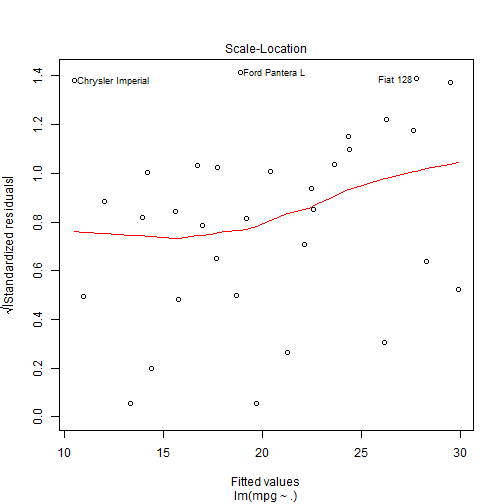 Scale-Location
√|Standardized residuals|
0.0 0.2 0.4 0.6 0.8 1.0 1.2 1.4
Chrysler Imperial
Ford Pantera L
Fiat 128
10 15 20 25 30
Fitted values
lm(mpg ~ .)